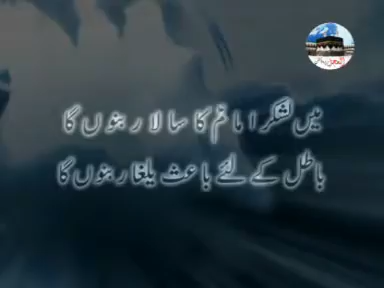 میں لشکر امامؑ کا سالار بنوں گا
باطل کے لئے باعث یلغار بنوں گا